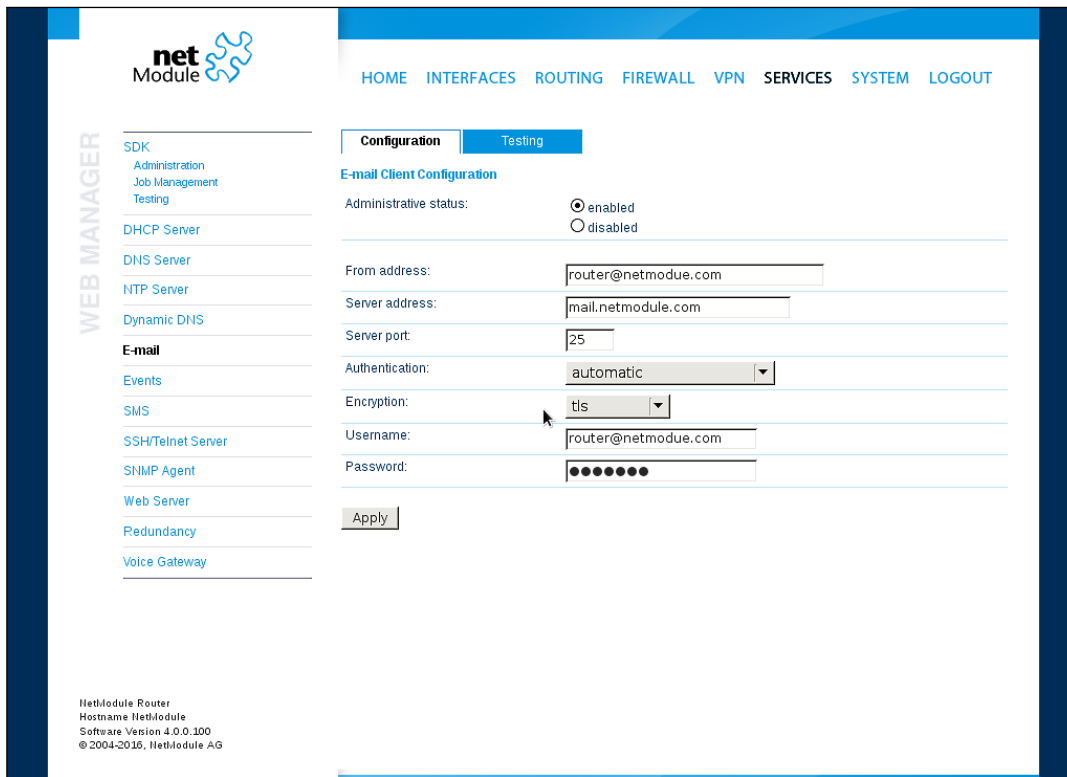 net
Module
HOME INTERFACES ROUTING FIREWALL VPN SERVICES SYSTEM LOGOUT
WEB MANAGER
SDK
Administration
Job Management
Testing
DHCP Server
DNS Server
NTP Server
Dynamic DNS
E-mail
Events
SMS
SSH/Telnet Server
SNMP Agent
Web Server
Redundancy
Voice Gateway
Configuration Testing
E-mail Client Configuration
Administrative status: enabled
disabled
From address: router@netmodue.com
Server address: mail.netmodule.com
Server port: 25
Authentication: automatic
Encryption: tls
Username: router@netmodue.com
Password: ●●●●●●●
Apply
NetModule Router
Hostname NetModule
Software Version 4.0.0.100
© 2004-2016, NetModule AG